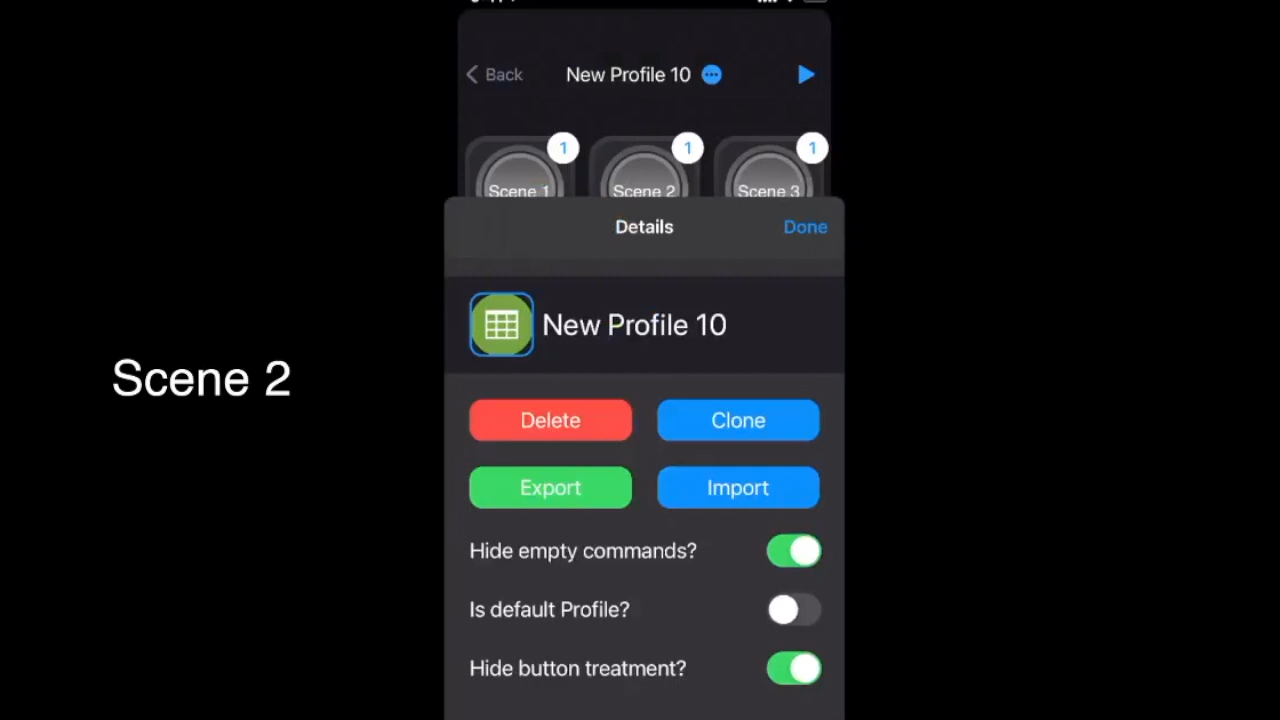 Back New Profile 10
1 1 1
Scene 1 Scene 2 Scene 3
Details Done
New Profile 10
Scene 2
Delete Clone
Export Import
Hide empty commands?
Is default Profile?
Hide button treatment?